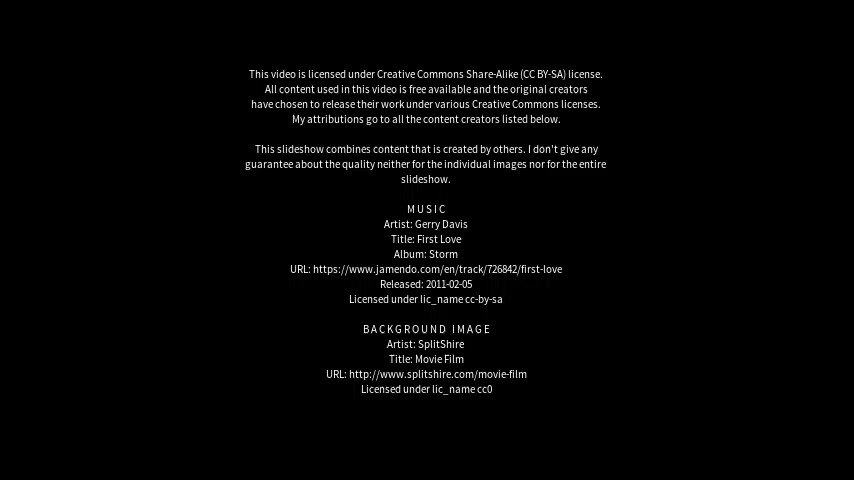 This video is licensed under Creative Commons Share-Alike (CC BY-SA) license.
All content used in this video is free available and the original creators
have chosen to release their work under various Creative Commons licenses.
My attributions go to all the content creators listed below.
This slideshow combines content that is created by others. I don't give any
guarantee about the quality neither for the individual images nor for the entire
slideshow.
MUSIC
Artist: Gerry Davis
Title: First Love
Album: Storm
URL: https://www.jamendo.com/en/track/726842/first-love
Released: 2011-02-05
Licensed under lic_name cc-by-sa
BACKGROUND IMAGE
Artist: SplitShire
Title: Movie Film
URL: http://www.splitshire.com/movie-film
Licensed under lic_name cc0